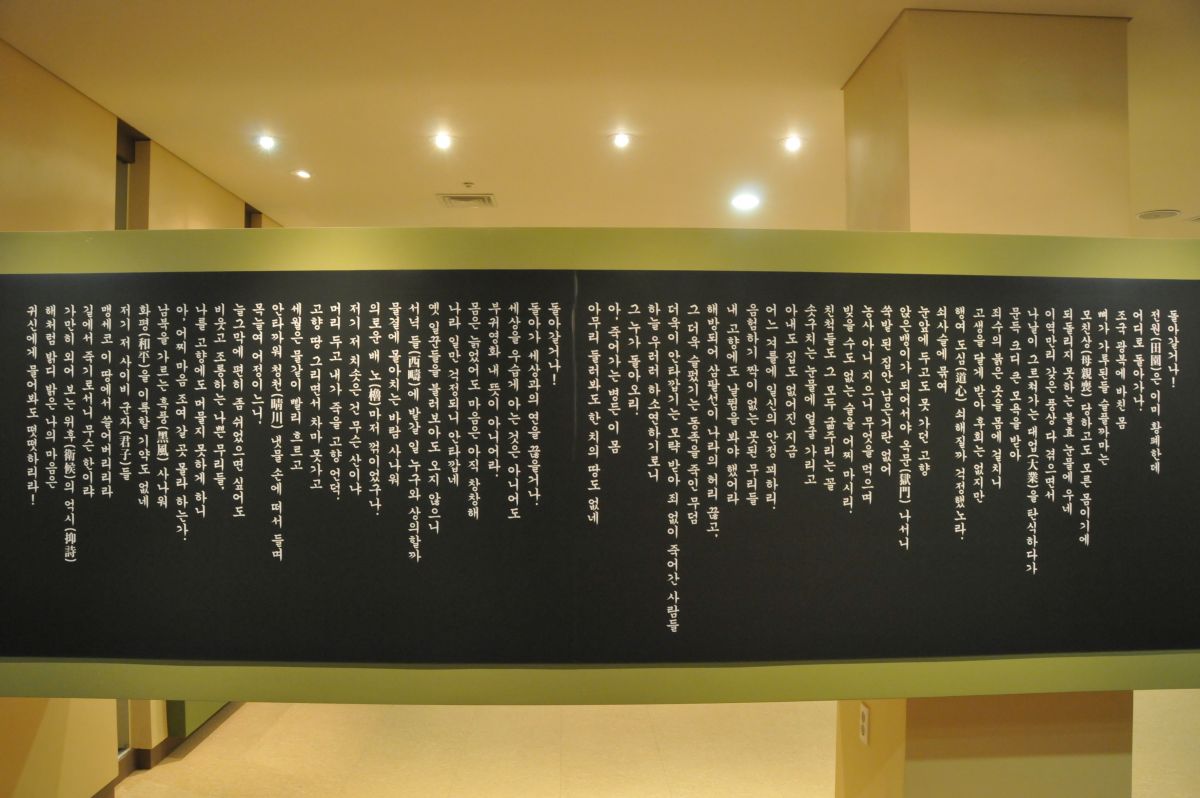 돌아갈거나!
전원(田園)은 이미 황폐한데
어디로 돌아가나.
조국 광복에 바친 몸
뼈가 가루된들 슬플까마는
모친상(母親喪) 당하고도 모른 몸이기에
되돌리지 못하는 불효 눈물에 우네
나날이 그르쳐가는 대업(大業)을 탄식하다가
이역만리 갖은 풍상 다 겪으면서
문득 크디 큰 모욕을 받아
죄수의 붉은 옷을 몸에 걸치니
고생을 달게 받아 후회는 없지만
행여 도심(道心) 쇠해질까 걱정했노라.
쇠사슬에 묶여
눈앞에 두고도 못 가던 고향
앉은뱅이가 되어서야 옥문(獄門) 나서니
쑥밭 된 집안 남은거란 없어
농사 아니 지으니 무엇을 먹으며
빚을 수도 없는 술을 어찌 마시리.
친척들도 그 모두 굶주리는 꼴
솟구치는 눈물에 얼굴 가리고
아내도 집도 없어진 지금
어느 겨를에 일신의 안정 꾀하리.
음험하기 짝이 없는 못된 무리들
내 고향에도 날뜀을 봐야 했어라
해방되어 삼팔선이 나라의 허리 끊고,
그 더욱 슬펐기는 동족을 죽인 무덤
더욱이 안타깝기는 모략 받아 죄 없이 죽어간 사람들
하늘 우러러 하소연하 로니
그 누가 돌아오리.
아, 죽어가는 병든 이 몸
아무리 둘러봐도 한 치의 땅도 없네
돌아갈거나!
돌아가 세상과의 연을 끊을거나.
세상을 우습게 아는 것은 아니어도
부귀영화 내 뜻이 아니어라.
몸은 늙었어도 마음은 아직 창창해
나라 일만 걱정되니 안타깝네
옛 일꾼들을 불러보아도 오지 않으니
서녁 들(西疇)에 밭갈 일 누구와 상의할까
물결에 몰아치는 바람 사나워
의로운 배, 노(櫓)마저 꺾이었구나.
저기 저 치솟은 건 무슨 산이냐
머리 두고 내가 죽을 고향 언덕.
고향 땅 그리면서 차마 못가고
세월은 물같이 빨리 흐르고
안타까워 청천(晴川) 냇물 손에 떠서 들며
목늘여 어정이느니.
늘그막에 편히 좀 쉬었으면 싶어도
비웃고 조롱하는 나쁜 무리들,
나를 고향에도 머물지 못하게 하니
아, 어찌 마음 조여 갈 곳 몰라 하는가.
남북을 가르는 흑풍(黑風) 사나워
화평(和平)을 이룩할 기약도 없네
저기 저 사이비 군자(君子)들
맹세코 이 땅에서 쓸어버리리라
길에서 죽기로서니 무슨 한이랴
가만히 외어 보는 위후(衛候)의 억시(抑詩)
해처럼 밝디 밝은 나의 마음은
귀신에게 물어봐도 떳떳하리라!